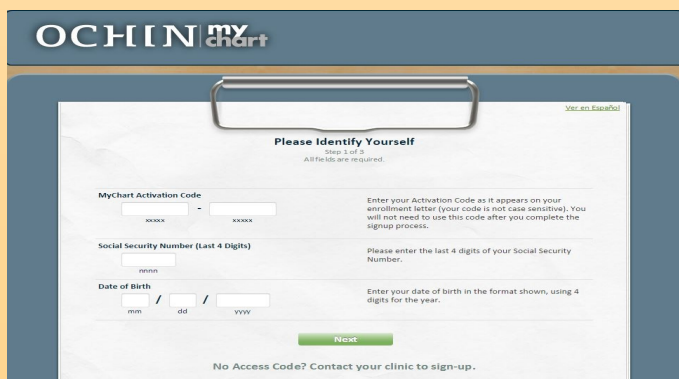 OCHIN my chart
Ver en Español
Please Identify Yourself
Step 1 of 3
All fields are required.
MyChart Activation Code
-
xxxxx xxxxx
Enter your Activation Code as it appears on your
enrollment letter (your code is not case sensitive). You
will not need to use this code after you complete the
signup process.
Social Security Number (Last 4 Digits)
nnnn
Please enter the last 4 digits of your Social Security
Number.
Date of Birth
/ /
mm dd yyyy
Enter your date of birth in the format shown, using 4
digits for the year.
Next
No Access Code? Contact your clinic to sign-up.